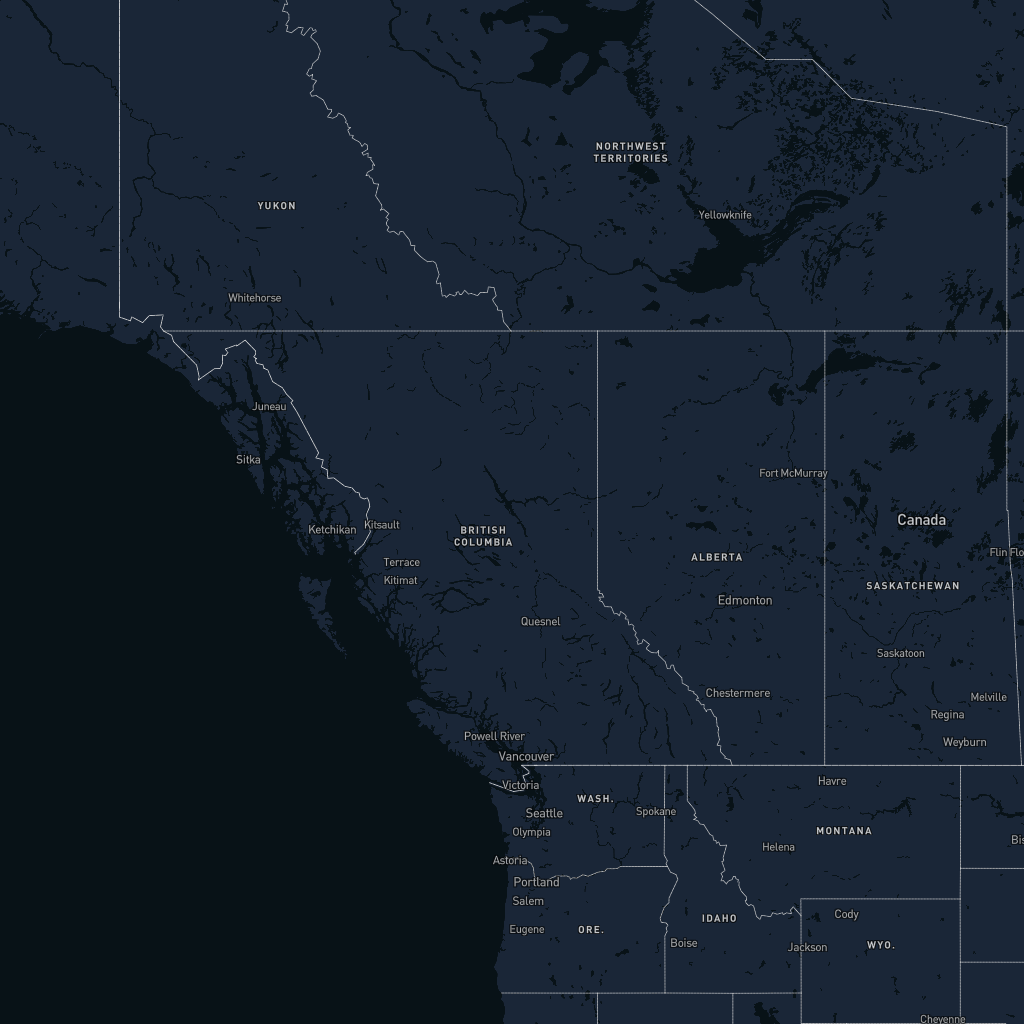 NORTHWEST
TERRITORIES
YUKON
Yellowknife
Whitehorse
Juneau
Sitka
Fort McMurray
Canada
Ketchikan
Kitsault
BRITISH
COLUMBIA
Flin Flo
ALBERTA
Terrace
Kitimat
SASKATCHEWAN
Edmonton
Quesnel
Saskatoon
Chestermere
Melville
Regina
Powell River
Weyburn
Vancouver
Victoria
Havre
WASH.
Seattle
Spokane
Olympia
MONTANA
Bis
Helena
Astoria
Portland
Salem
IDAHO
Cody
Eugene
ORE.
Boise
Jackson
WYO.
Cheyenne